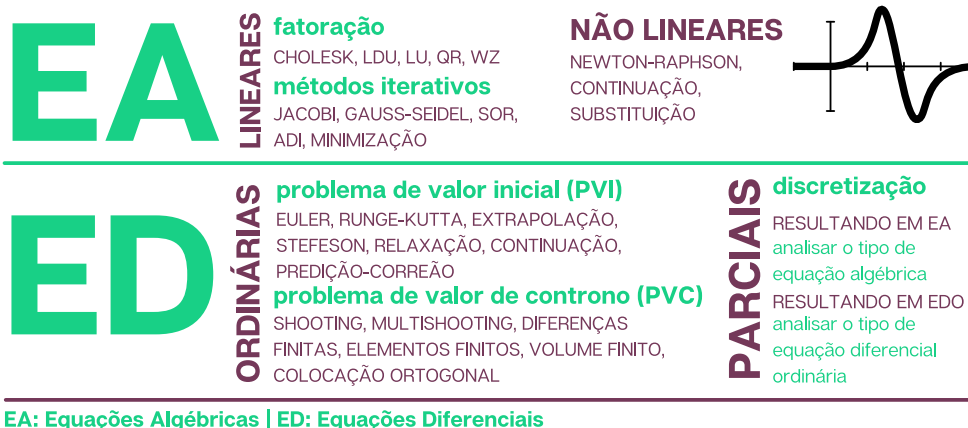 EA
LINEARES
fatoração
CHOLESK, LDU, LU, QR, WZ
métodos iterativos
JACOBI, GAUSS-SEIDEL, SOR,
ADI, MINIMIZAÇÃO
NÃO LINEARES
NEWTON-RAPHSON,
CONTINUAÇÃO,
SUBSTITUIÇÃO
ED
ORDINÁRIAS
problema de valor inicial (PVI)
EULER, RUNGE-KUTTA, EXTRAPOLAÇÃO,
STEFESON, RELAXAÇÃO, CONTINUAÇÃO,
PREDIÇÃO-CORREÃO
problema de valor de controno (PVC)
SHOOTING, MULTISHOOTING, DIFERENÇAS
FINITAS, ELEMENTOS FINITOS, VOLUME FINITO,
COLOCAÇÃO ORTOGONAL
PARCIAIS
discretização
RESULTANDO EM EA
analisar o tipo de
equação algébrica
RESULTANDO EM EDO
analisar o tipo de
equação diferencial
ordinária
EA: Equações Algébricas | ED: Equações Diferenciais